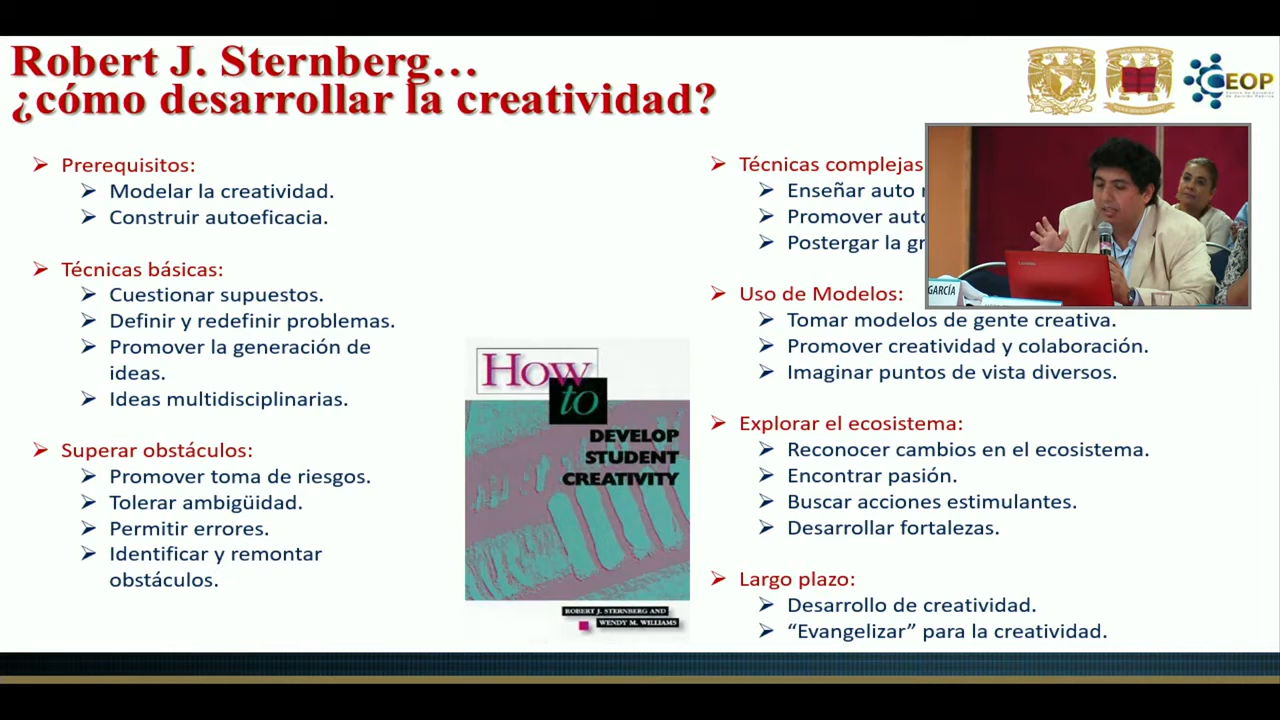 Robert J. Sternberg…
¿cómo desarrollar la creatividad?
CEOP
Prerequisitos:
Modelar la creatividad.
Construir autoeficacia.
Técnicas básicas:
Cuestionar supuestos.
Definir y redefinir problemas.
Promover la generación de
ideas.
Ideas multidisciplinarias.
Superar obstáculos:
Promover toma de riesgos.
Tolerar ambigüidad.
Permitir errores.
Identificar y remontar
obstáculos.
How
to
DEVELOP
STUDENT
CREATIVITY
ROBERT J. STERNBERG AND
WENDY M. WILLIAMS
Técnicas complejas
Enseñar auto
Promover
Postergar la
GARCÍA
Uso de Modelos:
Tomar modelos de gente creativa.
Promover creatividad y colaboración.
Imaginar puntos de vista diversos.
Explorar el ecosistema:
Reconocer cambios en el ecosistema.
Encontrar pasión.
Buscar acciones estimulantes.
Desarrollar fortalezas.
Largo plazo:
Desarrollo de creatividad.
“Evangelizar” para la creatividad.